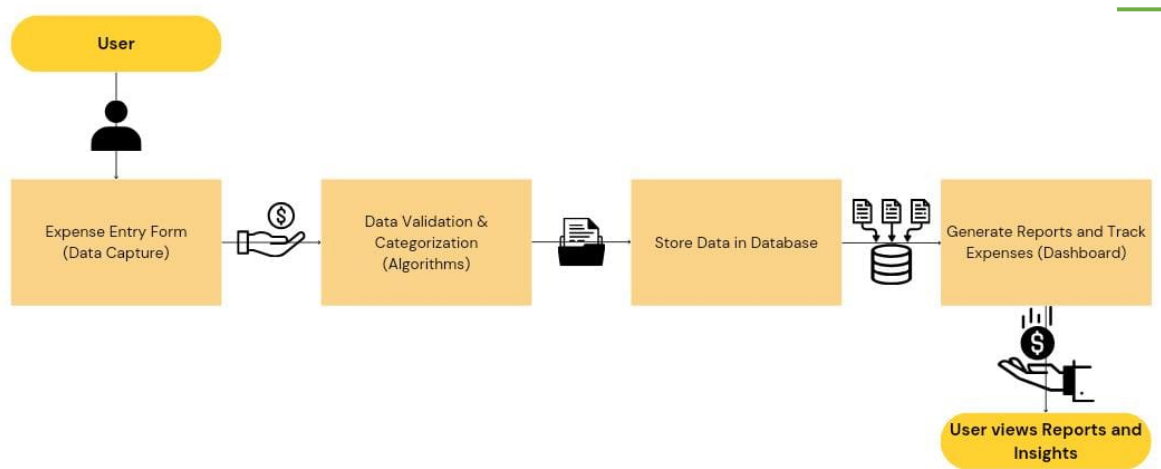 User
Expense Entry Form
(Data Capture)
Data Validation &
Categorization
(Algorithms)
Store Data in Database
Generate Reports and Track
Expenses (Dashboard)
$
$
User views Reports and
Insights